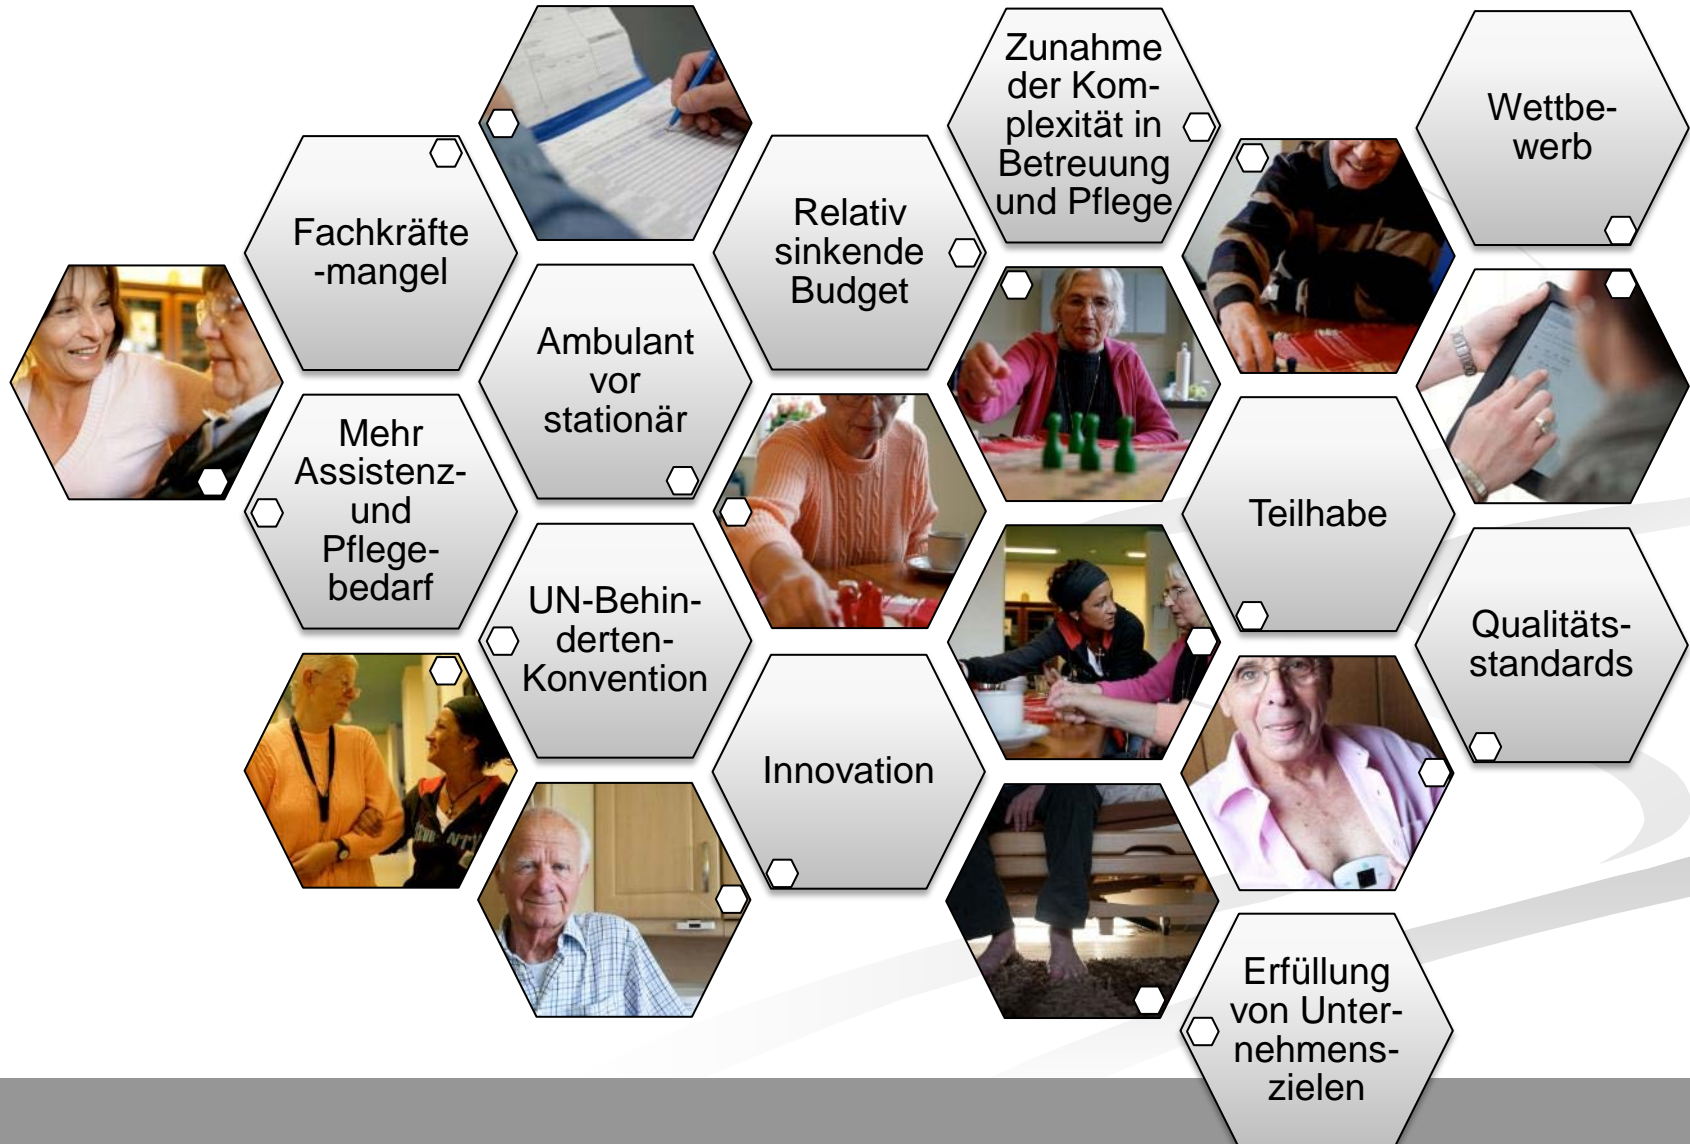 Zunahme
der Kom-
plexität in
Betreuung
und Pflege
Wettbe-
werb
Fachkräfte
-mangel
Relativ
sinkende
Budget
Ambulant
vor
stationär
Mehr
Assistenz-
und
Pflege-
bedarf
Teilhabe
UN-Behin-
derten-
Konvention
Qualitäts-
standards
Innovation
Erfüllung
von Unter-
nehmens-
zielen